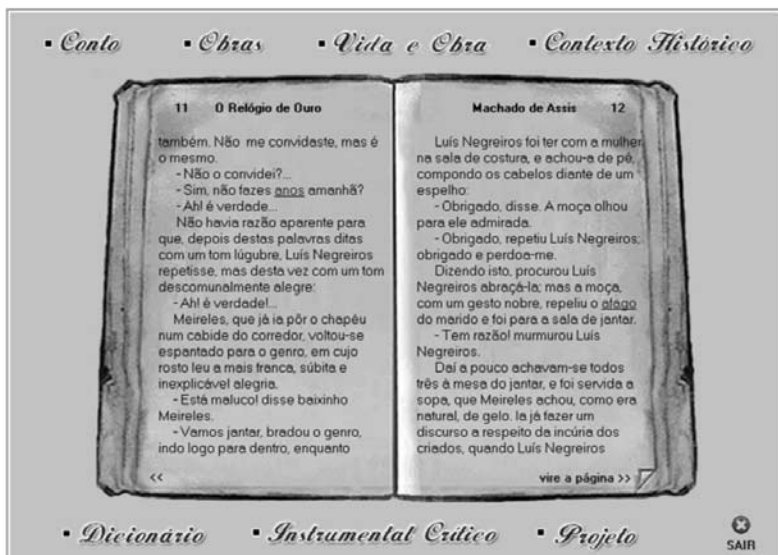 ▪ Conto ▪ Obras ▪ Vida e Obra ▪ Contexto Histórico
11 O Relógio de Ouro
também. Não me convidaste, mas é
o mesmo.
- Não o convidei?...
- Sim, não fazes anos amanhã?
- Ah! é verdade...
Não havia razão aparente para
que, depois destas palavras ditas
com um tom lúgubre, Luís Negreiros
repetisse, mas desta vez com um tom
descomunalmente alegre:
- Ah! é verdade!...
Meireles, que já ia pôr o chapéu
num cabide do corredor, voltou-se
espantado para o genro, em cujo
rosto leu a mais franca, súbita e
inexplicável alegria.
- Está maluco! disse baixinho
Meireles.
- Vamos jantar, bradou o genro,
indo logo para dentro, enquanto
<<
Machado de Assis 12
Luís Negreiros foi ter com a mulher
na sala de costura, e achou-a de pé,
compondo os cabelos diante de um
espelho:
- Obrigado, disse. A moça olhou
para ele admirada.
- Obrigado, repetiu Luís Negreiros;
obrigado e perdoa-me.
Dizendo isto, procurou Luís
Negreiros abraçá-la; mas a moça,
com um gesto nobre, repeliu o afago
do marido e foi para a sala de jantar.
- Tem razão! murmurou Luís
Negreiros.
Daí a pouco achavam-se todos
três à mesa do jantar, e foi servida a
sopa, que Meireles achou, como era
natural, de gelo. Ia já fazer um
discurso a respeito da incúria dos
criados, quando Luís Negreiros
vire a página >>
▪ Dicionário ▪ Instrumental Crítico ▪ Projeto
SAIR